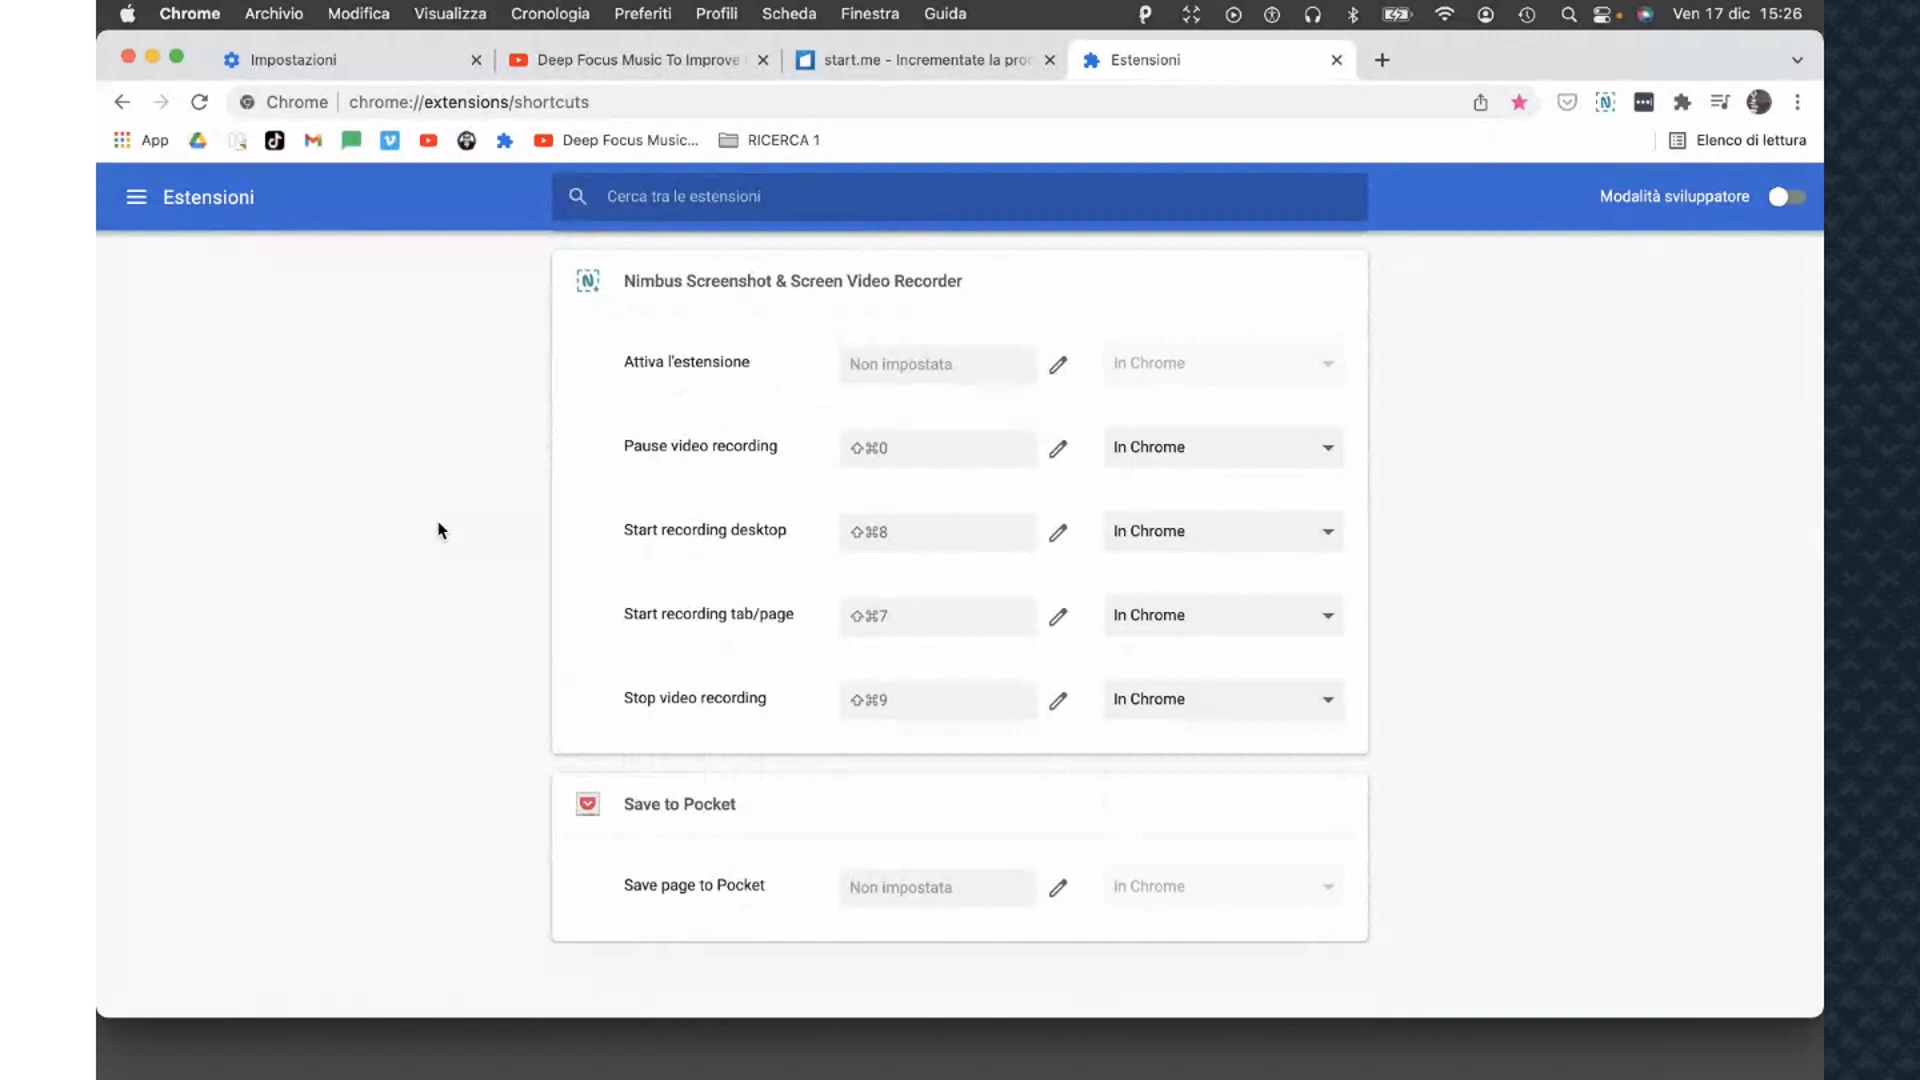 Chrome Archivio Modifica Visualizza Cronologia Preferiti Profili Scheda Finestra Guida Ven 17 dic 15:26
Impostazioni Deep Focus Music To Improve start.me - Incrementate la pro Estensioni
Chrome chrome://extensions/shortcuts
App Deep Focus Music... RICERCA 1 Elenco di lettura
Estensioni Cerca tra le estensioni Modalità sviluppatore
Nimbus Screenshot & Screen Video Recorder
Attiva l'estensione Non impostata In Chrome
Pause video recording ⇧⌘0 In Chrome
Start recording desktop ⇧⌘8 In Chrome
Start recording tab/page ⇧⌘7 In Chrome
Stop video recording ⇧⌘9 In Chrome
Save to Pocket
Save page to Pocket Non impostata In Chrome